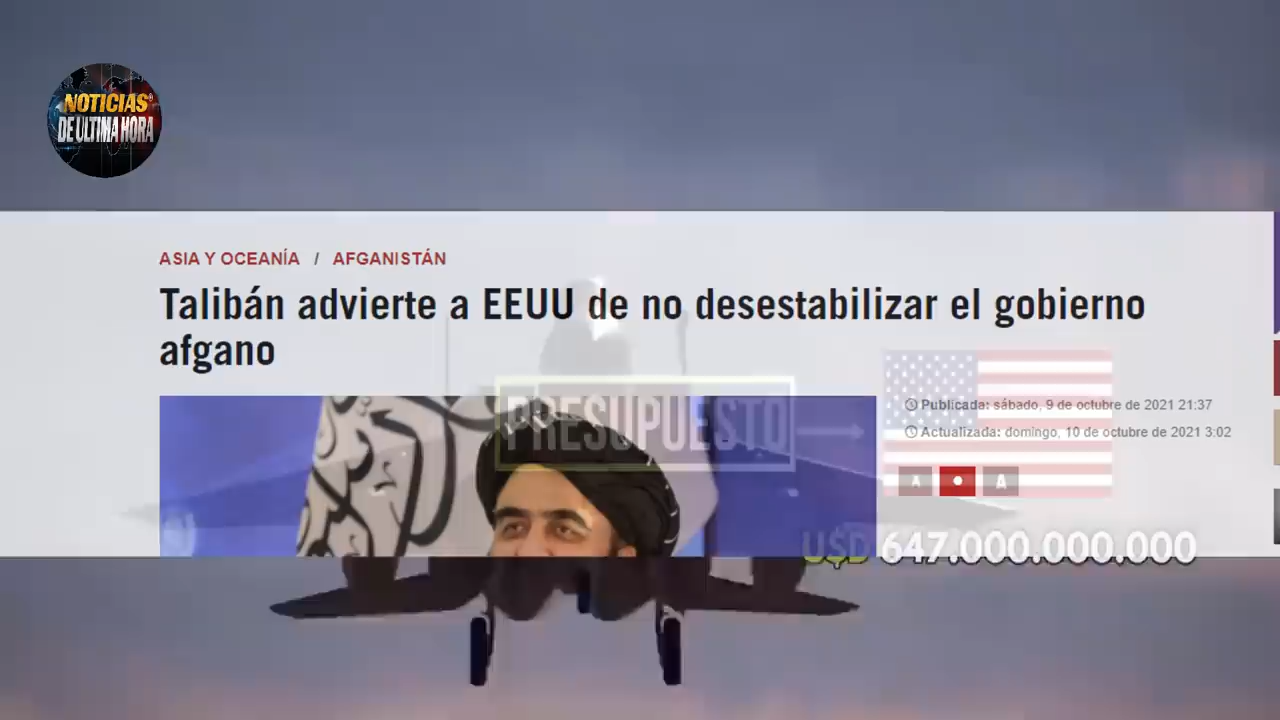 NOTICIAS
DE ULTIMA HORA
ASIA Y OCEANÍA / AFGANISTÁN
Talibán advierte a EEUU de no desestabilizar el gobierno
afgano
PRESUPUESTO
Publicada: sábado, 9 de octubre de 2021 21:37
Actualizada: domingo, 10 de octubre de 2021 3:02
A A
U$D 647.000.000.000